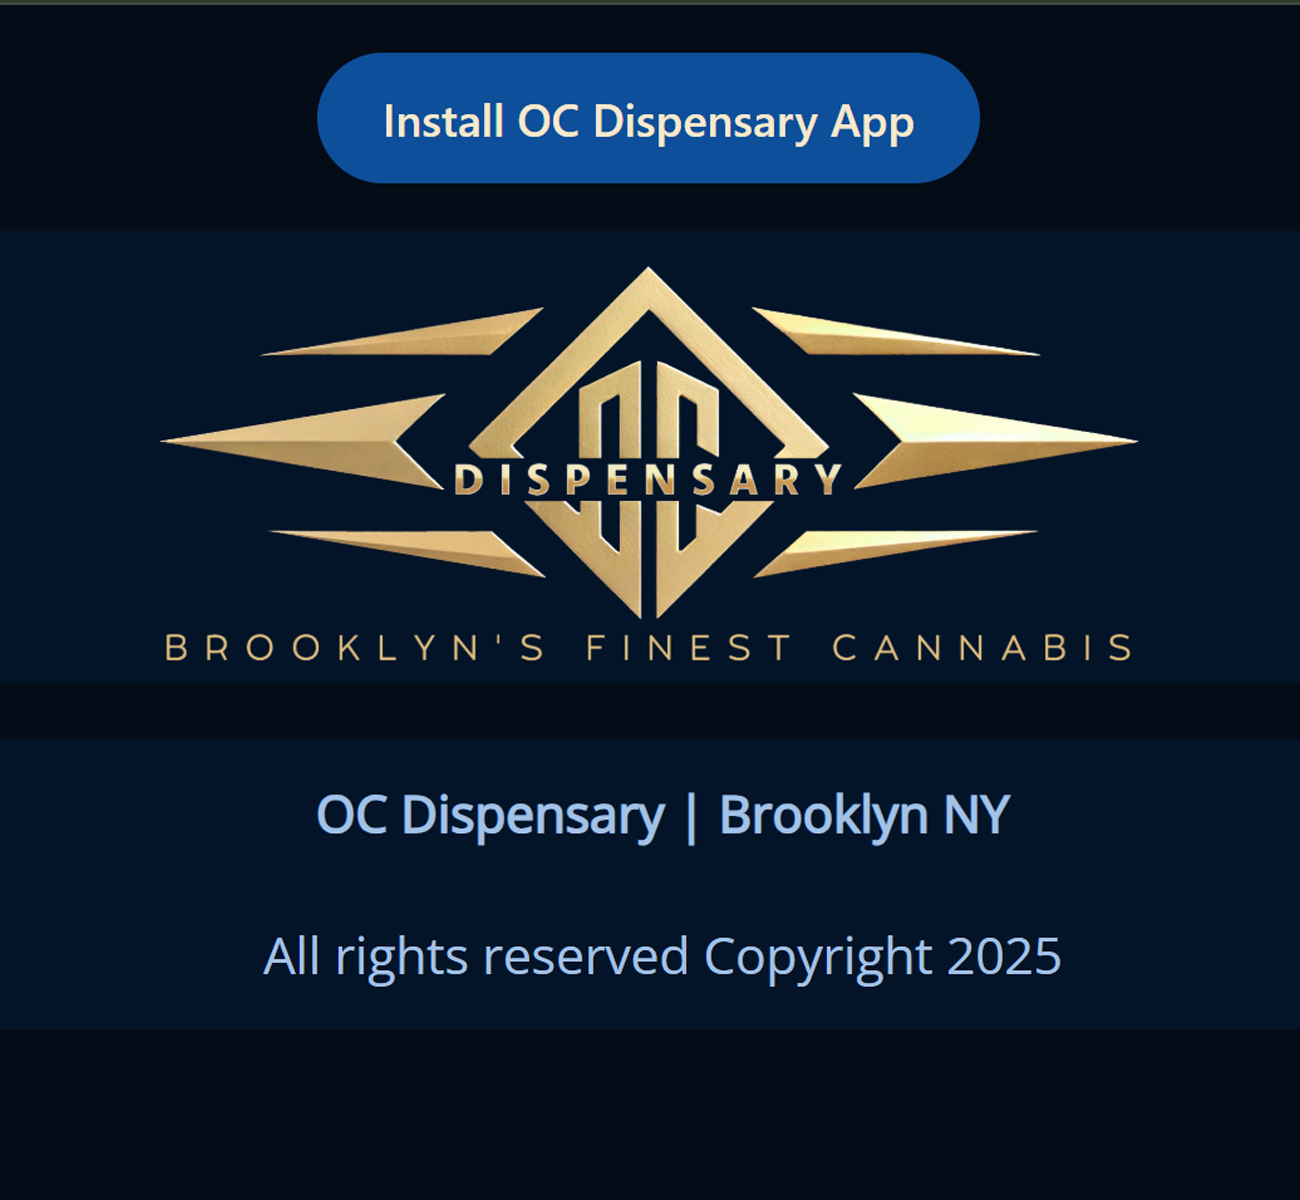 Install OC Dispensary App
OC
DISPENSARY
BROOKLYN'S FINEST CANNABIS
OC Dispensary | Brooklyn NY
All rights reserved Copyright 2025